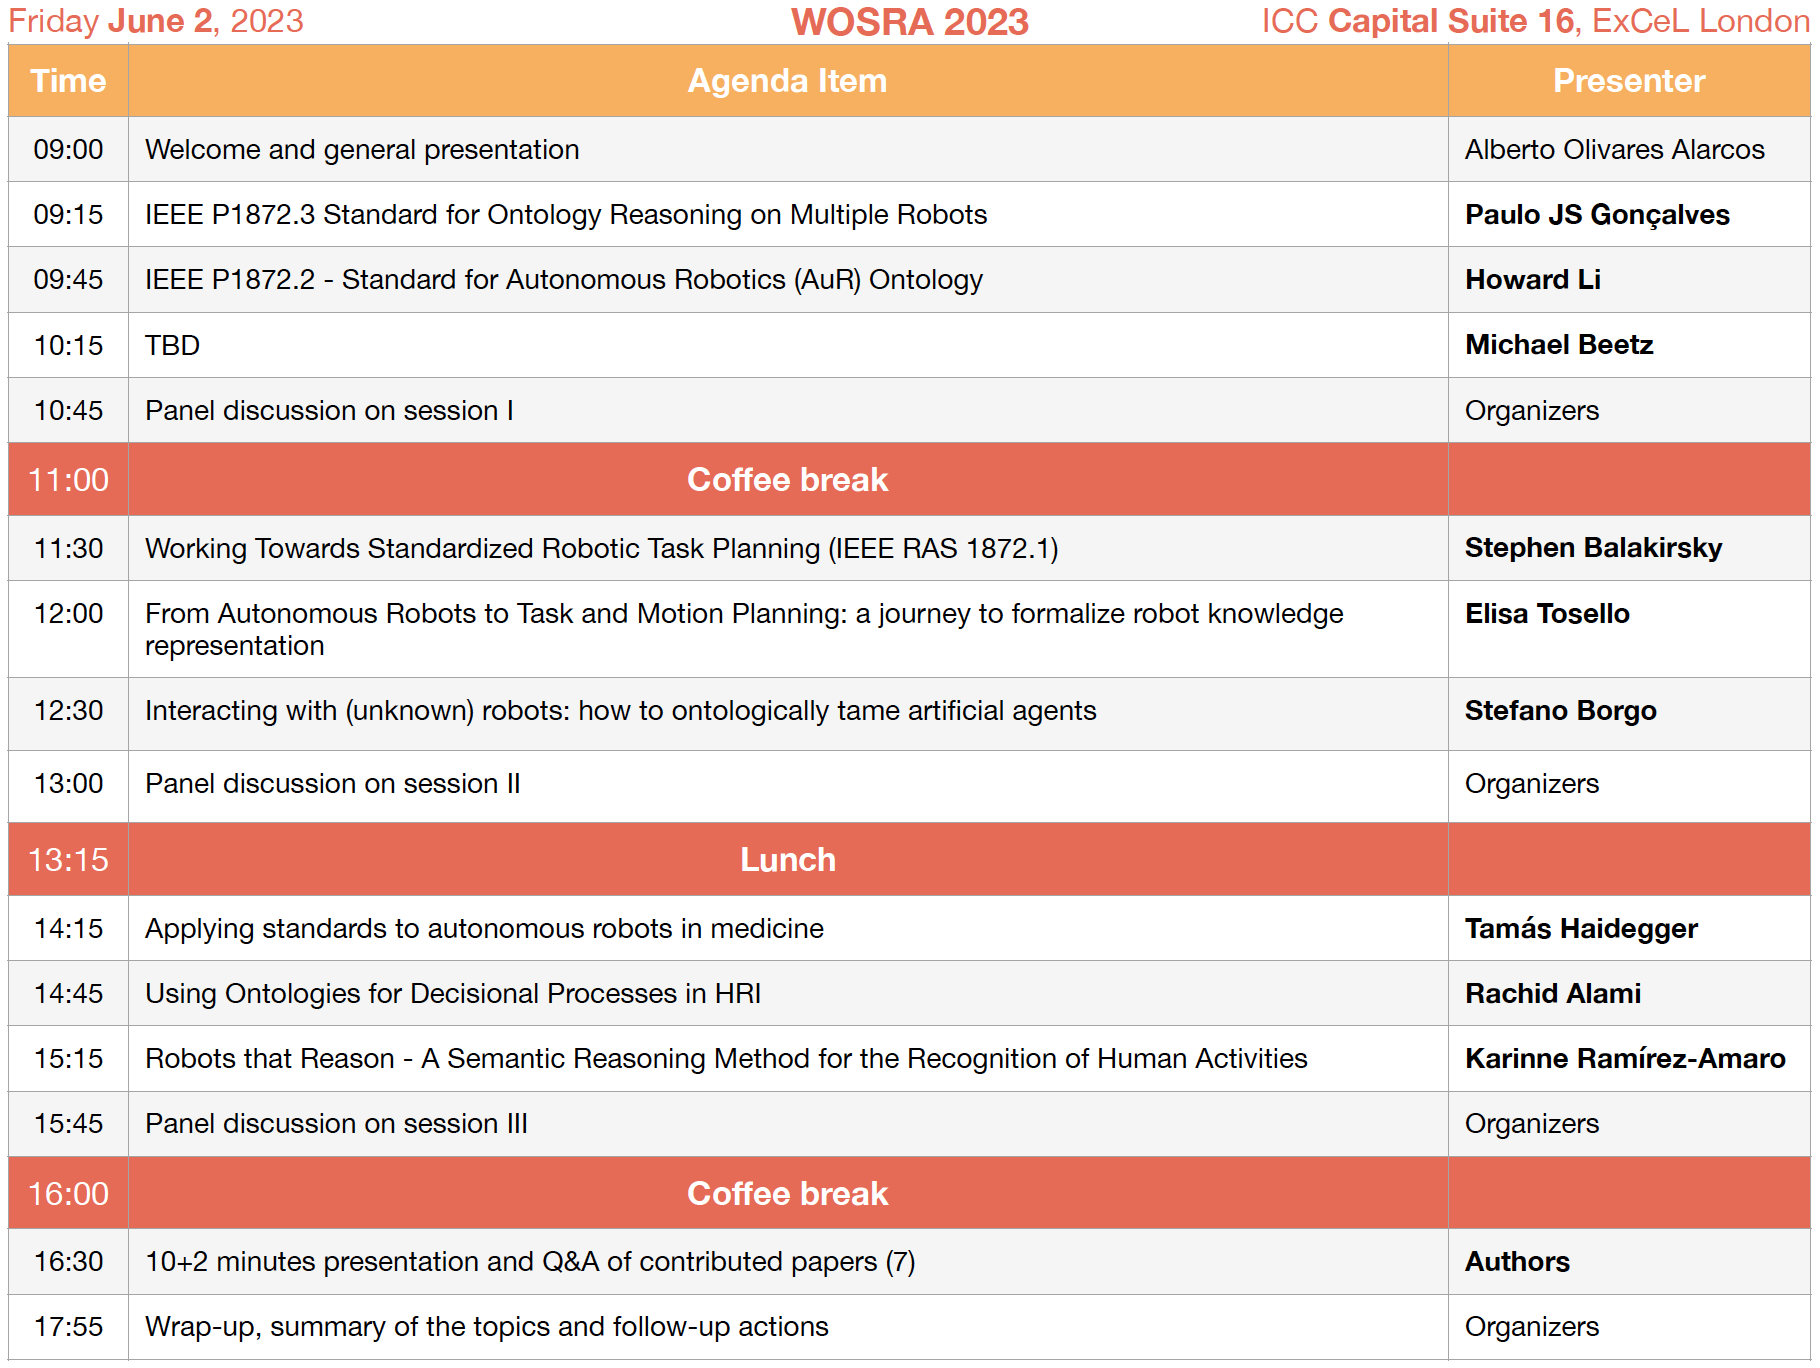 Friday June 2, 2023 WOSRA 2023 ICC Capital Suite 16, ExCeL London
Time Agenda Item Presenter
09:00 Welcome and general presentation Alberto Olivares Alarcos
09:15 IEEE P1872.3 Standard for Ontology Reasoning on Multiple Robots Paulo JS Gonçalves
09:45 IEEE P1872.2 - Standard for Autonomous Robotics (AuR) Ontology Howard Li
10:15 TBD Michael Beetz
10:45 Panel discussion on session I Organizers
11:00 Coffee break
11:30 Working Towards Standardized Robotic Task Planning (IEEE RAS 1872.1) Stephen Balakirsky
12:00 From Autonomous Robots to Task and Motion Planning: a journey to formalize robot knowledge Elisa Tosello
representation
12:30 Interacting with (unknown) robots: how to ontologically tame artificial agents Stefano Borgo
13:00 Panel discussion on session II Organizers
13:15 Lunch
14:15 Applying standards to autonomous robots in medicine Tamás Haidegger
14:45 Using Ontologies for Decisional Processes in HRI Rachid Alami
15:15 Robots that Reason - A Semantic Reasoning Method for the Recognition of Human Activities Karinne Ramírez-Amaro
15:45 Panel discussion on session III Organizers
16:00 Coffee break
16:30 10+2 minutes presentation and Q&A of contributed papers (7) Authors
17:55 Wrap-up, summary of the topics and follow-up actions Organizers